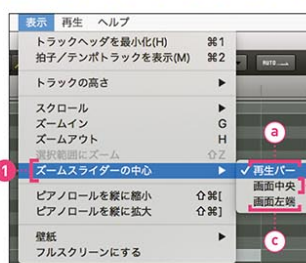 表示 再生 ヘルプ
トラックヘッダを最小化(H) ⌘1
拍子/テンポトラックを表示(M) ⌘2
トラックの高さ ▶
スクロール ▶
ズームイン G
ズームアウト H
選択範囲にズーム ⇧Z
1 ズームスライダーの中心 ▶
ピアノロールを縦に縮小 ⇧⌘[
ピアノロールを縦に拡大 ⇧⌘]
壁紙 ▶
フルスクリーンにする
AUTO
a
✓再生バー
画面中央
画面左端
c